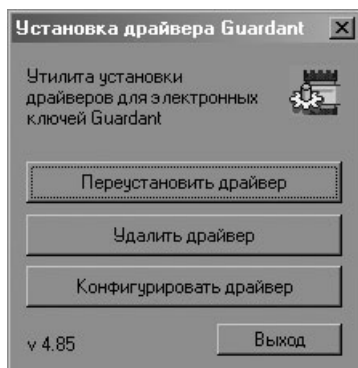 Установка драйвера Guardant
Утилита установки
драйверов для электронных
ключей Guardant
Переустановить драйвер
Удалить драйвер
Конфигурировать драйвер
v 4.85
Выход